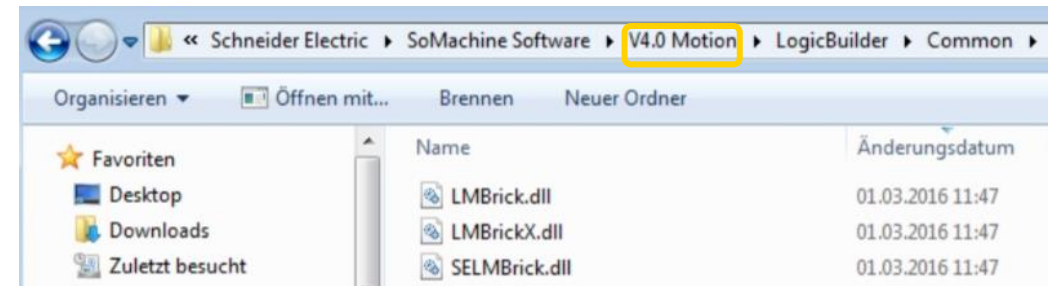 « Schneider Electric ▸ SoMachine Software ▸ V4.0 Motion ▸ LogicBuilder ▸ Common ▸
Organisieren ▾ Öffnen mit... Brennen Neuer Ordner
Favoriten
Desktop
Downloads
Zuletzt besucht
Name Änderungsdatum
LMBrick.dll 01.03.2016 11:47
LMBrickX.dll 01.03.2016 11:47
SELMBrick.dll 01.03.2016 11:47